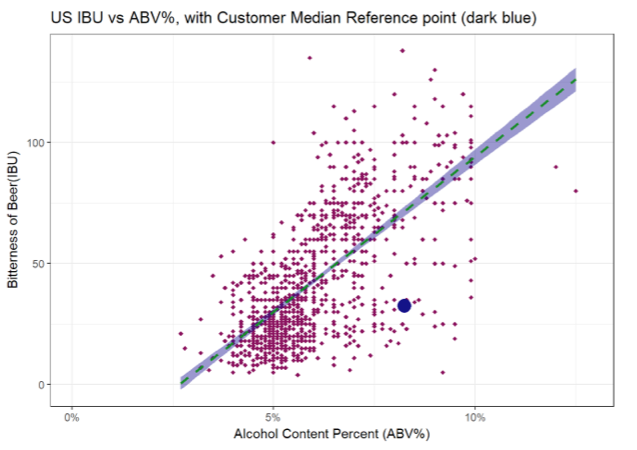 US IBU vs ABV%, with Customer Median Reference point (dark blue)
Bitterness of Beer(IBU)
100
50
0
0%
5%
10%
Alcohol Content Percent (ABV%)